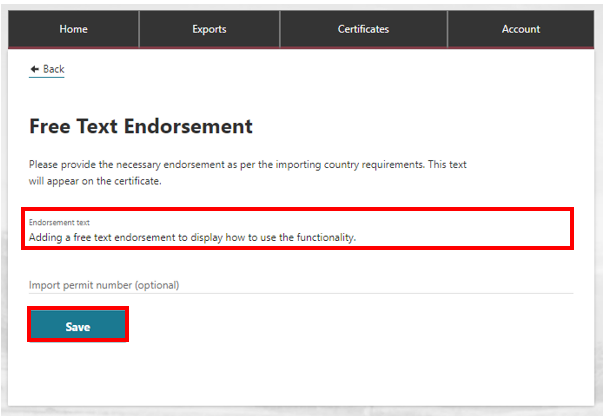 Home Exports Certificates Account
Back
Free Text Endorsement
Please provide the necessary endorsement as per the importing country requirements. This text
will appear on the certificate.
Endorsement text
Adding a free text endorsement to display how to use the functionality.
Import permit number (optional)
Save